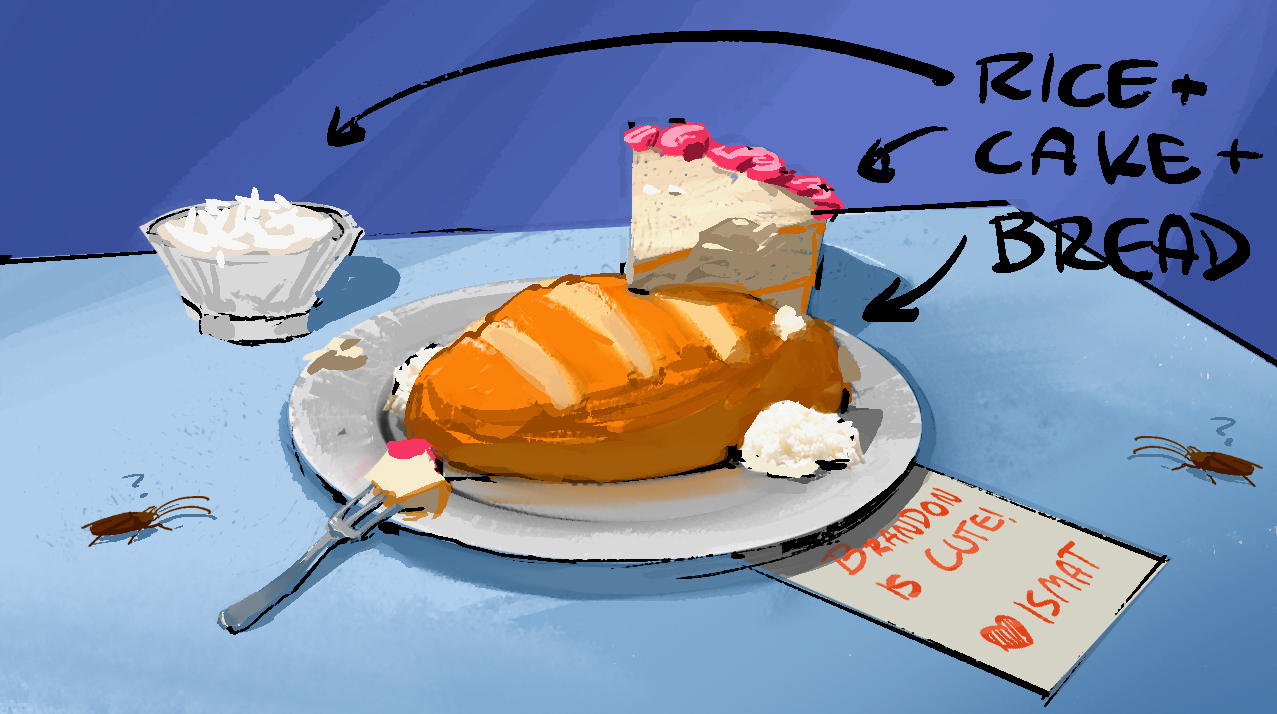 RICE+
CAKE+
BREAD
?
?
BRANDON
IS CUTE!
♥ ISMAT